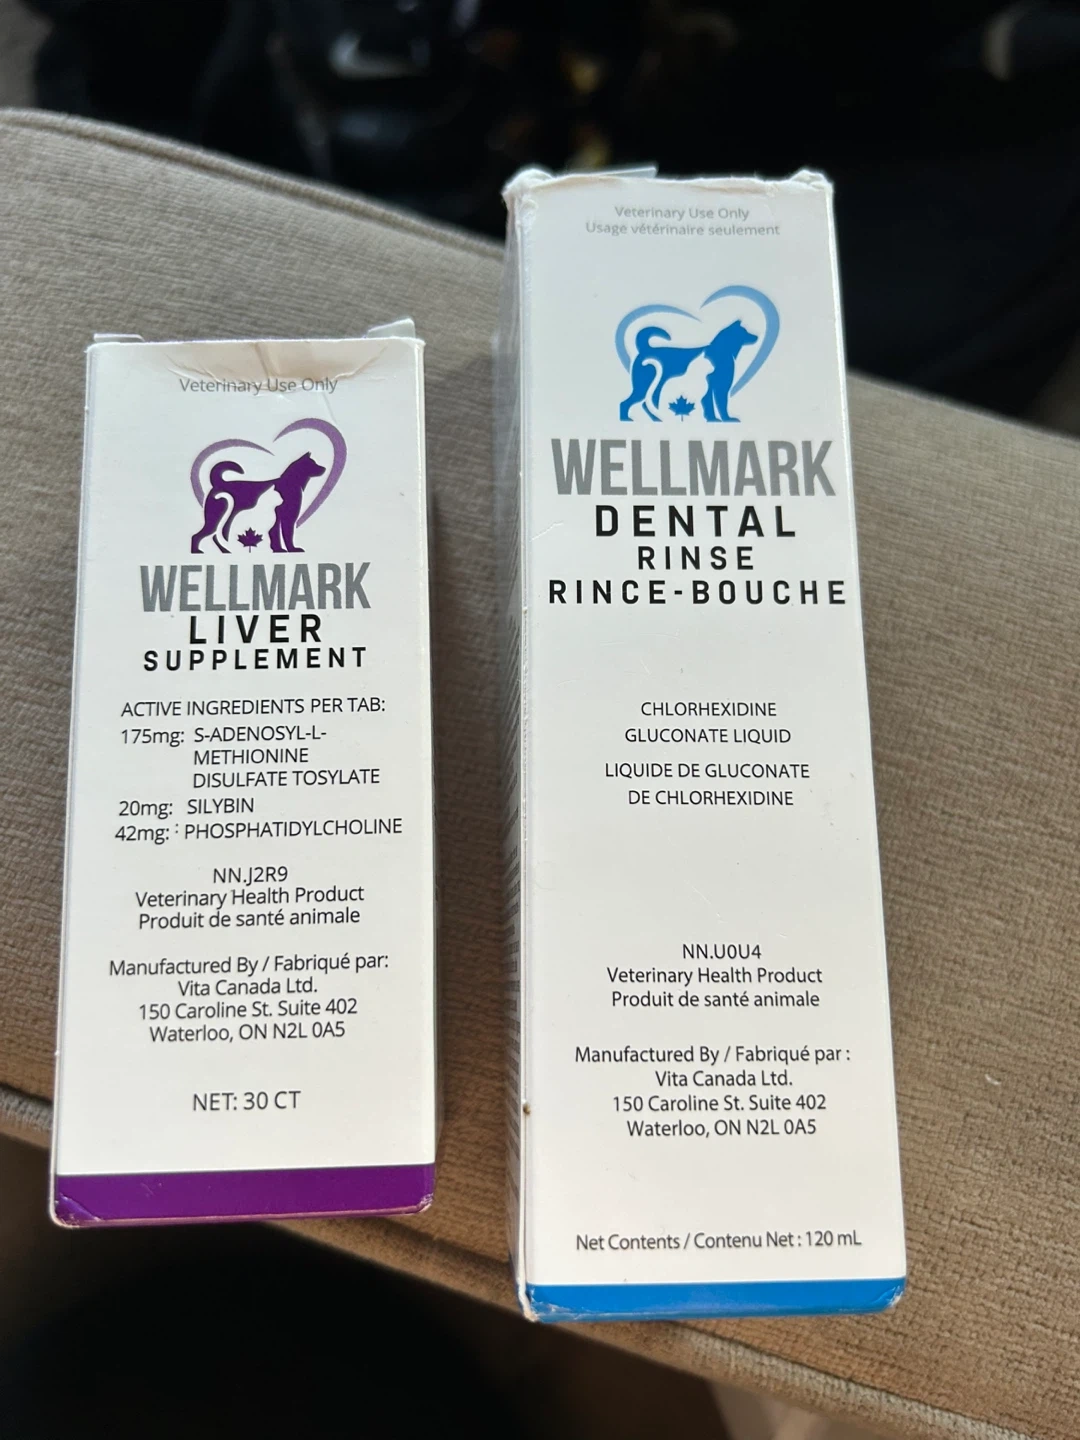 Veterinary Use Only
WELLMARK
LIVER
SUPPLEMENT
ACTIVE INGREDIENTS PER TAB:
175mg: S-ADENOSYL-L-
METHIONINE
DISULFATE TOSYLATE
20mg: SILYBIN
42mg: : PHOSPHATIDYLCHOLINE
NN.J2R9
Veterinary Health Product
Produit de santé animale
Manufactured By / Fabriqué par:
Vita Canada Ltd.
150 Caroline St. Suite 402
Waterloo, ON N2L 0A5
NET: 30 CT
Veterinary Use Only
Usage vétérinaire seulement
WELLMARK
DENTAL
RINSE
RINCE-BOUCHE
CHLORHEXIDINE
GLUCONATE LIQUID
LIQUIDE DE GLUCONATE
DE CHLORHEXIDINE
NN.U0U4
Veterinary Health Product
Produit de santé animale
Manufactured By / Fabriqué par :
Vita Canada Ltd.
150 Caroline St. Suite 402
Waterloo, ON N2L 0A5
Net Contents / Contenu Net : 120 mL